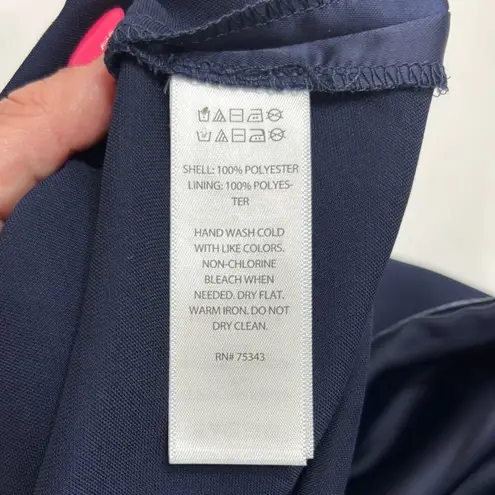 SHELL: 100% POLYESTER
LINING: 100% POLYES-
TER
HAND WASH COLD
WITH LIKE COLORS.
NON-CHLORINE
BLEACH WHEN
NEEDED. DRY FLAT.
WARM IRON. DO NOT
DRY CLEAN.
RN# 75343